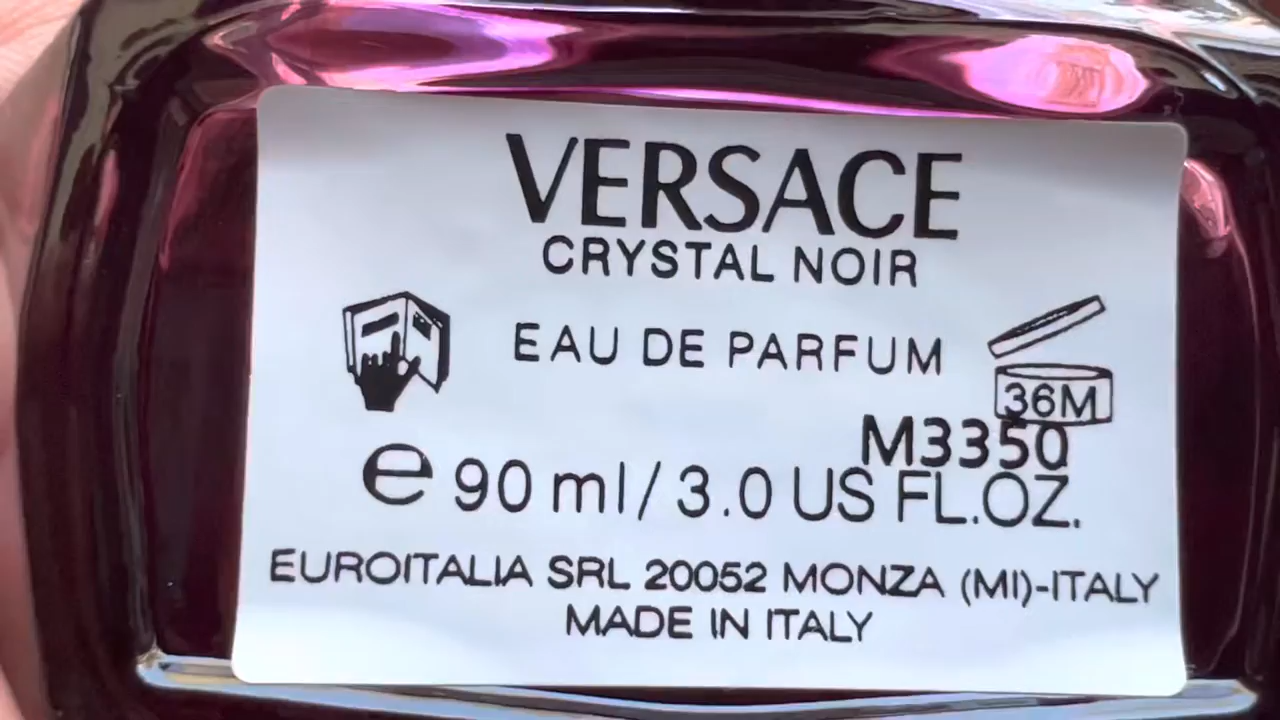 VERSACE
CRYSTAL NOIR
EAU DE PARFUM
36M
M335Q
e 90 ml/3.0 US FL.OZ.
EUROITALIA SRL 20052 MONZA (MI)-ITALY
MADE IN ITALY